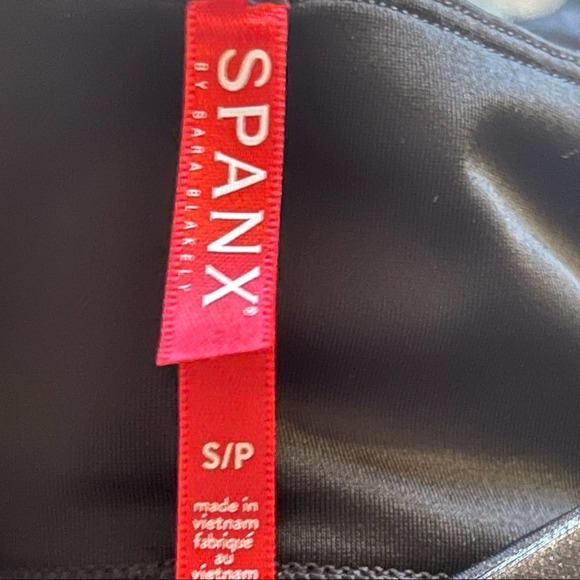 SPANX®
BY SARA BLAKELY
S/P
made in
vietnam
fabriqué
au
vietnam